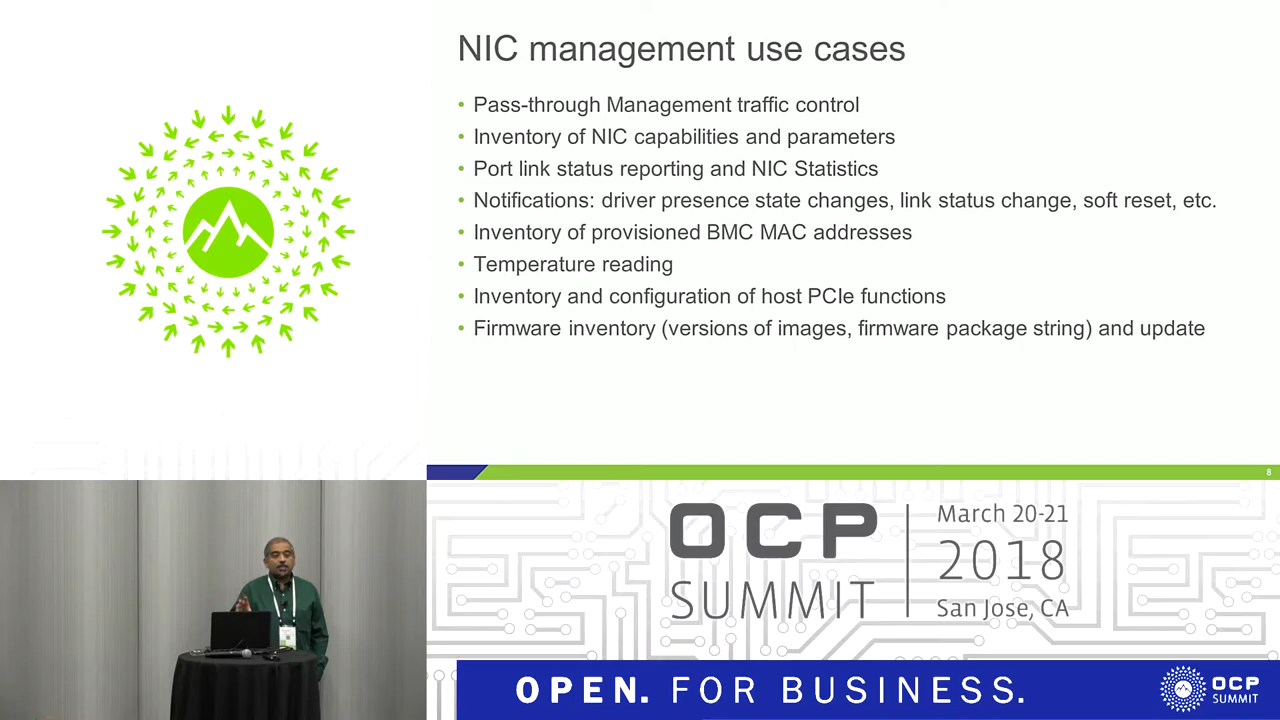 NIC management use cases
• Pass-through Management traffic control
• Inventory of NIC capabilities and parameters
• Port link status reporting and NIC Statistics
• Notifications: driver presence state changes, link status change, soft reset, etc.
• Inventory of provisioned BMC MAC addresses
• Temperature reading
• Inventory and configuration of host PCIe functions
• Firmware inventory (versions of images, firmware package string) and update
8
OCP
SUMMIT
March 20-21
2018
San Jose, CA
OPEN. FOR BUSINESS.
OCP
SUMMIT